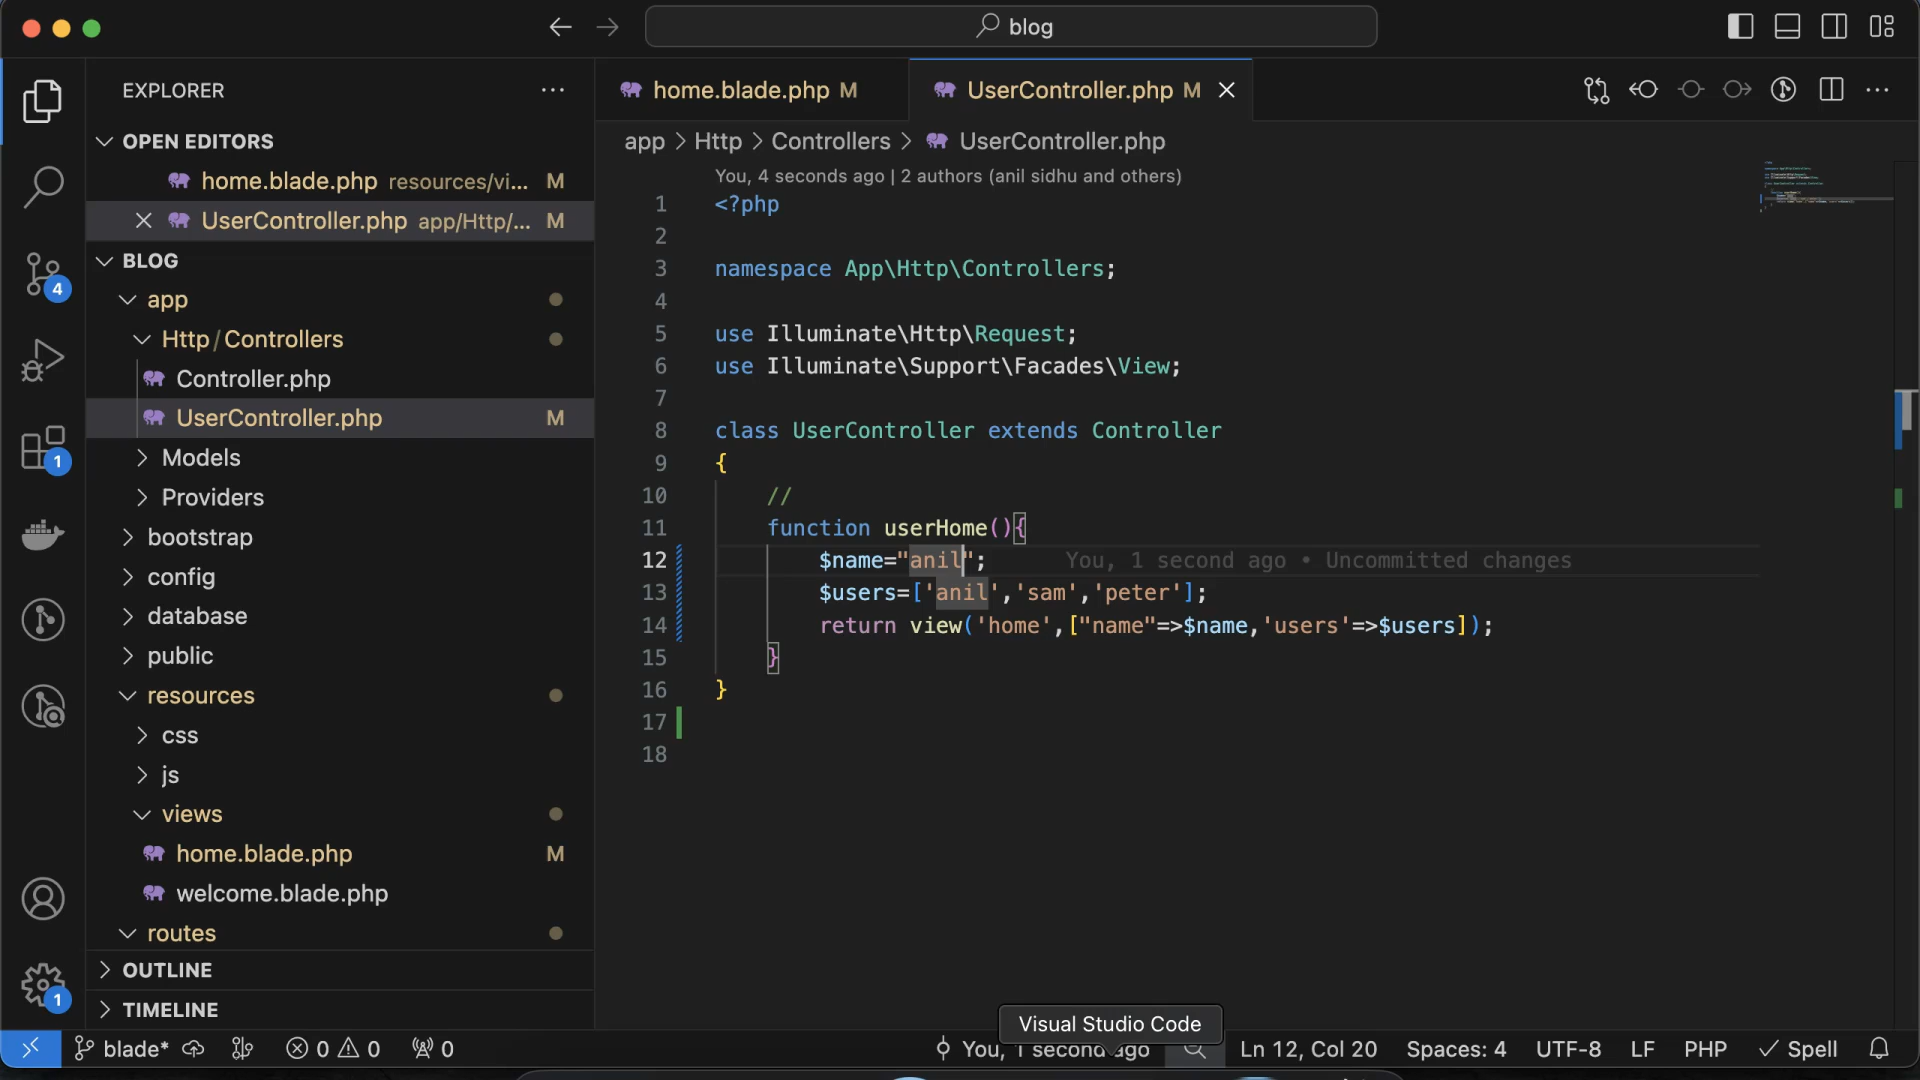 blog
EXPLORER
home.blade.php M
UserController.php M
OPEN EDITORS
home.blade.php resources/vi... M
UserController.php app/Http/... M
BLOG
app
Http/Controllers
Controller.php
UserController.php M
Models
Providers
bootstrap
config
database
public
resources
css
js
views
home.blade.php M
welcome.blade.php
routes
OUTLINE
TIMELINE
4
1
1
app > Http > Controllers > UserController.php
You, 4 seconds ago | 2 authors (anil sidhu and others)
1 <?php
2
3 namespace App\Http\Controllers;
4
5 use Illuminate\Http\Request;
6 use Illuminate\Support\Facades\View;
7
8 class UserController extends Controller
9 {
10 //
11 function userHome(){
12 $name="anil"; You, 1 second ago • Uncommitted changes
13 $users=['anil','sam','peter'];
14 return view('home',["name"=>$name,'users'=>$users]);
15 }
16 }
17
18
Visual Studio Code
blade* 0 0 0 You, 1 second ago Ln 12, Col 20 Spaces: 4 UTF-8 LF PHP Spell